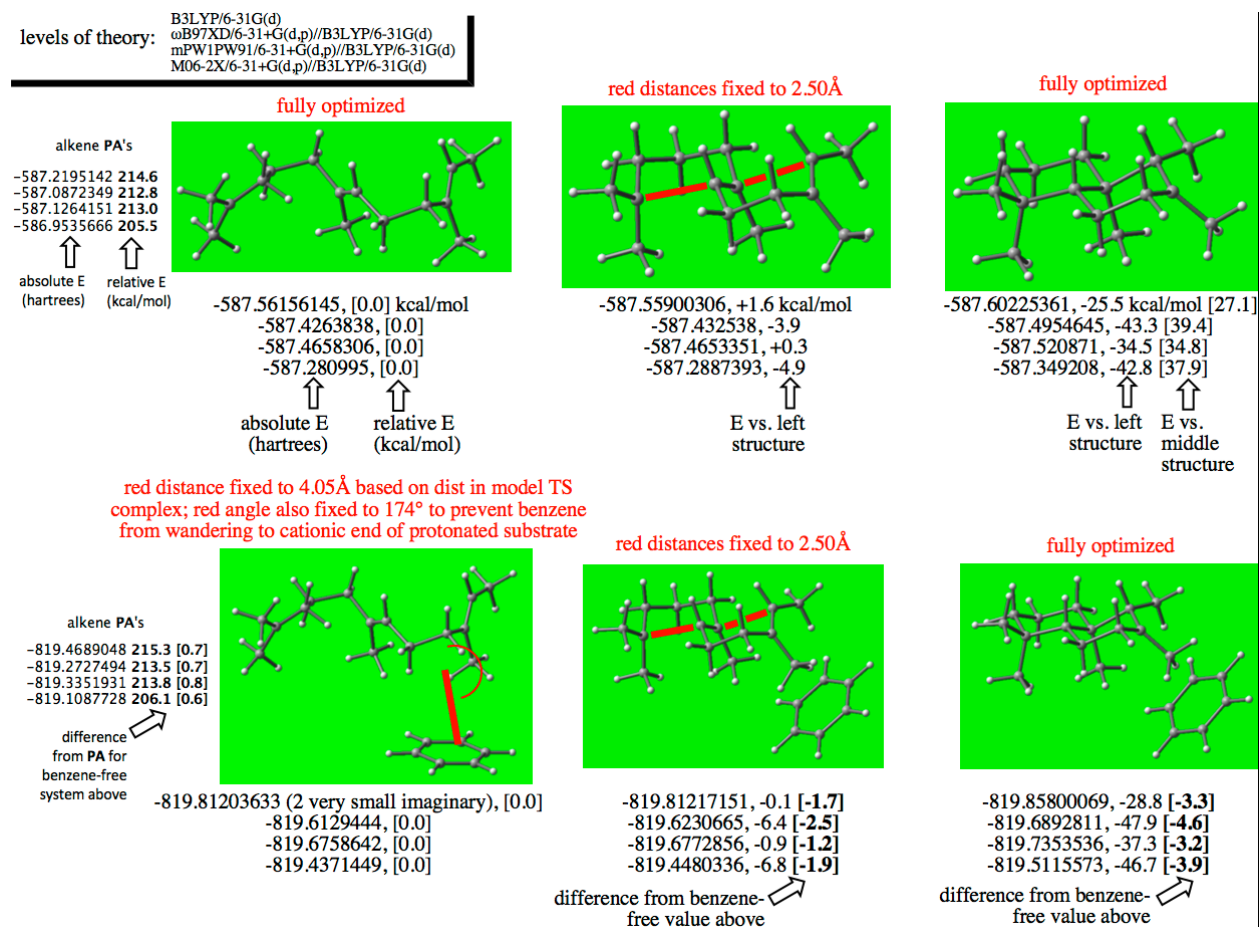 levels of theory:
B3LYP/6-31G(d)
ωB97XD/6-31+G(d,p)//B3LYP/6-31G(d)
mPW1PW91/6-31+G(d,p)//B3LYP/6-31G(d)
M06-2X/6-31+G(d,p)//B3LYP/6-31G(d)
fully optimized
red distances fixed to 2.50Å
fully optimized
alkene PA's
-587.2195142 214.6
-587.0872349 212.8
-587.1264151 213.0
-586.9535666 205.5
absolute E
(hartrees)
relative E
(kcal/mol)
-587.56156145, [0.0] kcal/mol
-587.4263838, [0.0]
-587.4658306, [0.0]
-587.280995, [0.0]
absolute E
(hartrees)
relative E
(kcal/mol)
-587.55900306, +1.6 kcal/mol
-587.432538, -3.9
-587.4653351, +0.3
-587.2887393, -4.9
E vs. left
structure
-587.60225361, -25.5 kcal/mol [27.1]
-587.4954645, -43.3 [39.4]
-587.520871, -34.5 [34.8]
-587.349208, -42.8 [37.9]
E vs. left
structure
E vs.
middle
structure
red distance fixed to 4.05Å based on dist in model TS
complex; red angle also fixed to 174° to prevent benzene
from wandering to cationic end of protonated substrate
red distances fixed to 2.50Å
fully optimized
alkene PA's
-819.4689048 215.3 [0.7]
-819.2727494 213.5 [0.7]
-819.3351931 213.8 [0.8]
-819.1087728 206.1 [0.6]
difference
from PA for
benzene-free
system above
-819.81203633 (2 very small imaginary), [0.0]
-819.6129444, [0.0]
-819.6758642, [0.0]
-819.4371449, [0.0]
-819.81217151, -0.1 [-1.7]
-819.6230665, -6.4 [-2.5]
-819.6772856, -0.9 [-1.2]
-819.4480336, -6.8 [-1.9]
difference from benzene-
free value above
-819.85800069, -28.8 [-3.3]
-819.6892811, -47.9 [-4.6]
-819.7353536, -37.3 [-3.2]
-819.5115573, -46.7 [-3.9]
difference from benzene-
free value above